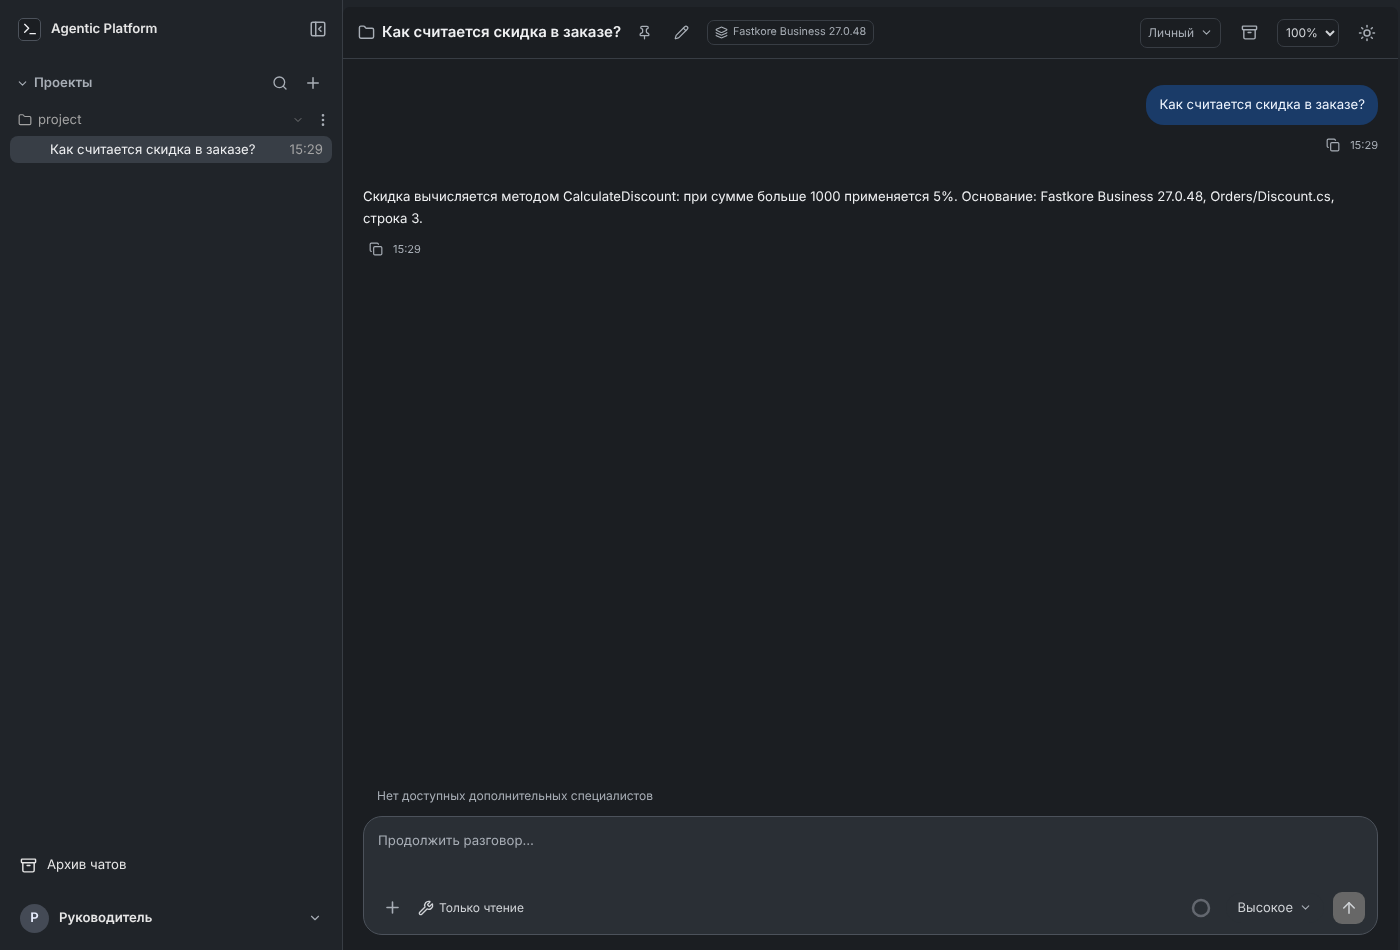 Agentic Platform
Проекты
project
Как считается скидка в заказе? 15:29
Архив чатов
Р Руководитель
Как считается скидка в заказе? Fastkore Business 27.0.48 Личный 100%
Как считается скидка в заказе?
15:29
Скидка вычисляется методом CalculateDiscount: при сумме больше 1000 применяется 5%. Основание: Fastkore Business 27.0.48, Orders/Discount.cs,
строка 3.
15:29
Нет доступных дополнительных специалистов
Продолжить разговор...
Только чтение Высокое